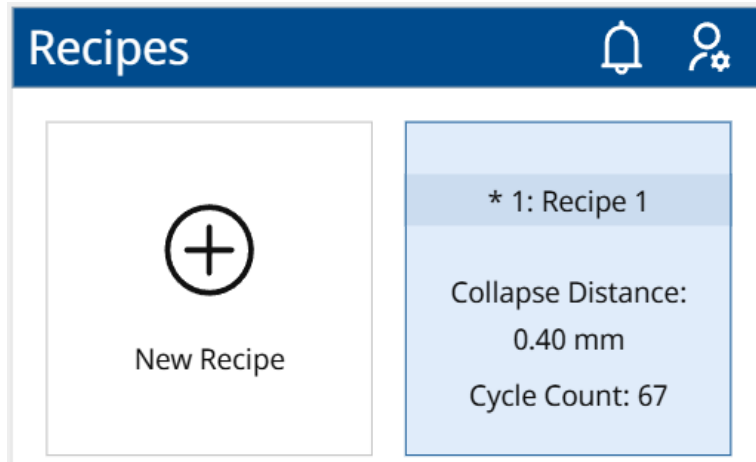 Recipes
New Recipe
* 1: Recipe 1
Collapse Distance:
0.40 mm
Cycle Count: 67